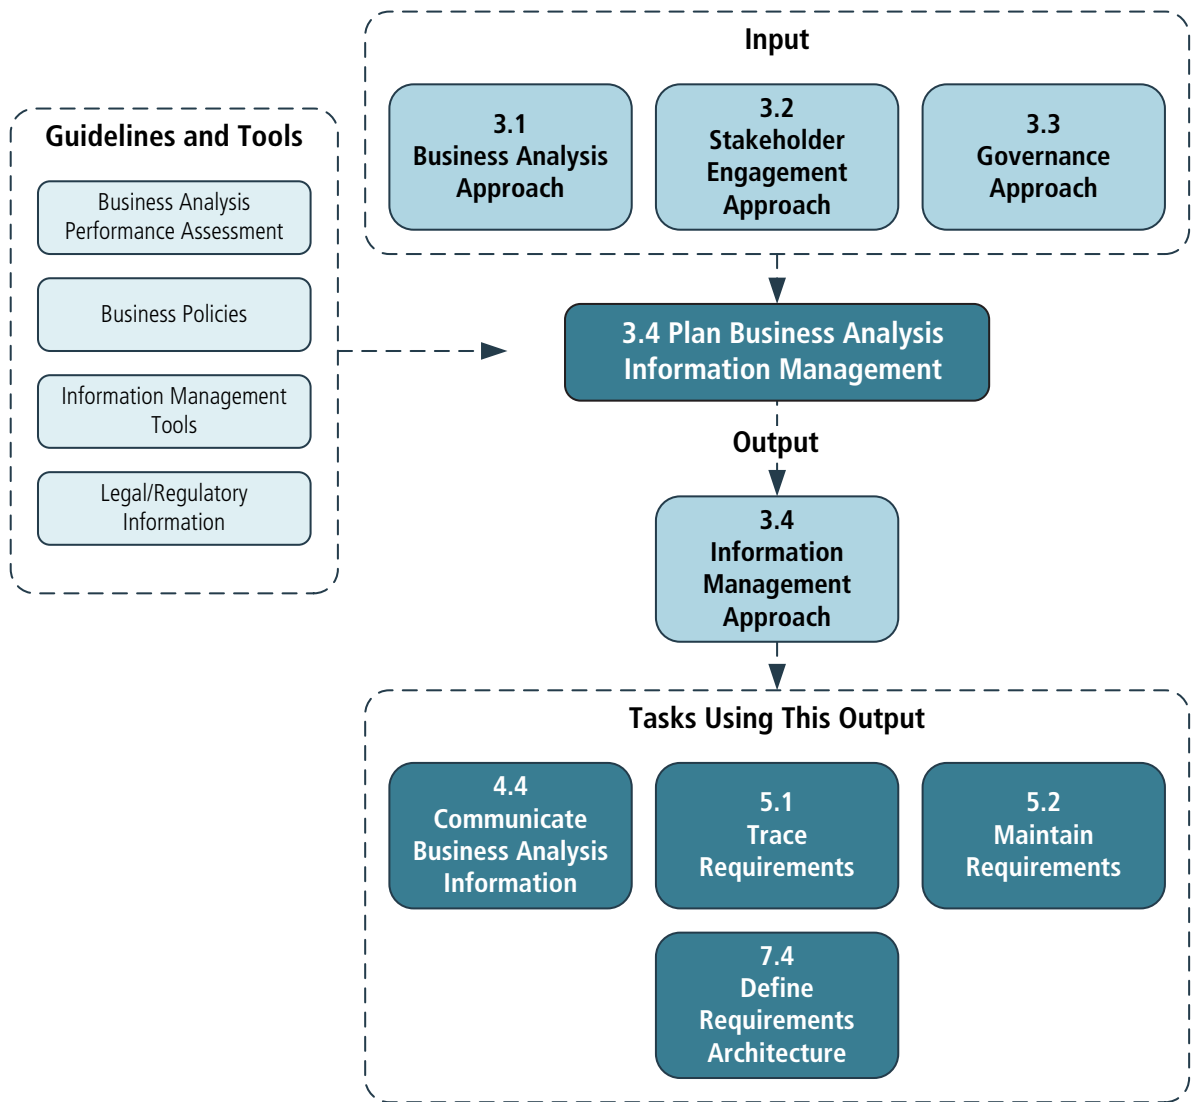 Input
3.1
Business Analysis
Approach
3.2
Stakeholder
Engagement
Approach
3.3
Governance
Approach
Guidelines and Tools
Business Analysis
Performance Assessment
Business Policies
Information Management
Tools
Legal/Regulatory
Information
3.4 Plan Business Analysis
Information Management
Output
3.4
Information
Management
Approach
Tasks Using This Output
4.4
Communicate
Business Analysis
Information
5.1
Trace
Requirements
5.2
Maintain
Requirements
7.4
Define
Requirements
Architecture